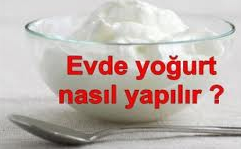 Evde yoğurt
nasıl yapılır ?